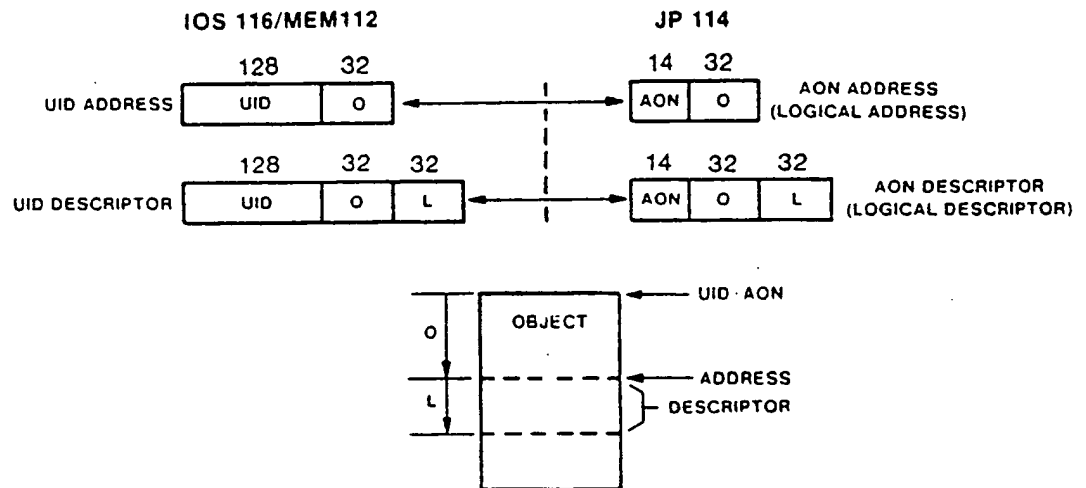 IOS 116/MEM112 JP 114
128 32 14 32
UID ADDRESS UID O AON O AON ADDRESS
(LOGICAL ADDRESS)
128 32 32 14 32 32
UID DESCRIPTOR UID O L AON O L AON DESCRIPTOR
(LOGICAL DESCRIPTOR)
UID · AON
OBJECT
O
ADDRESS
L
DESCRIPTOR